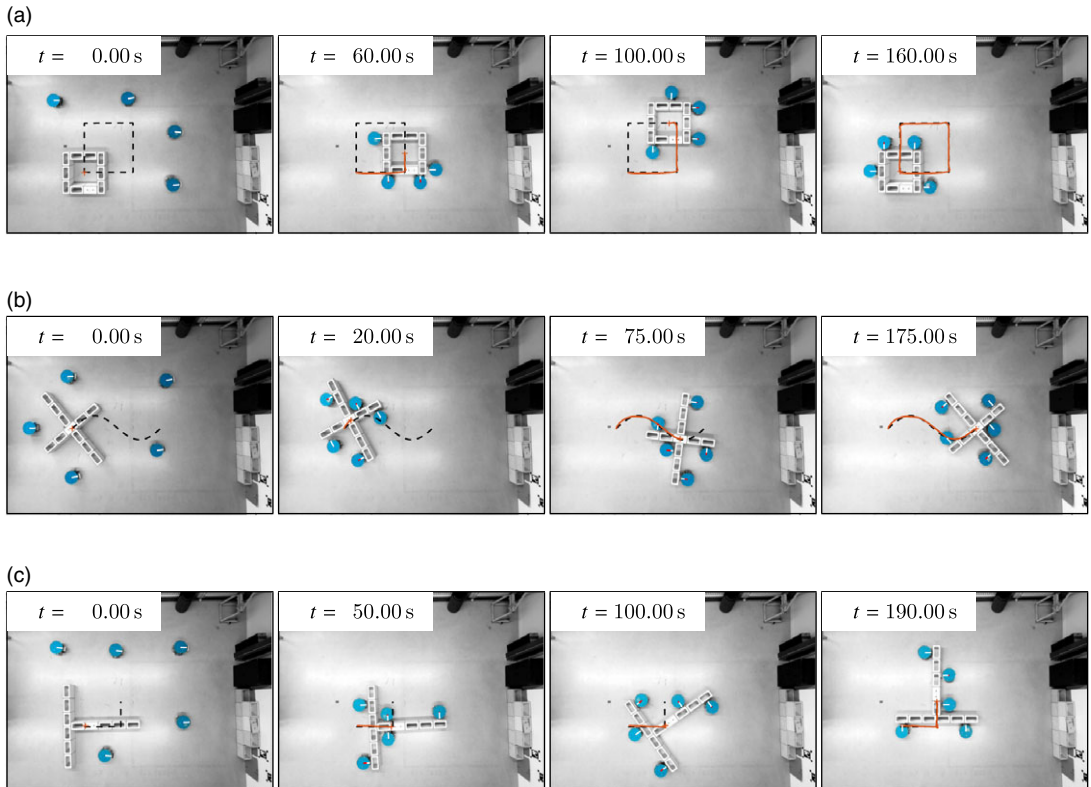 (a)
t = 0.00 s
t = 60.00 s
t = 100.00 s
t = 160.00 s
(b)
t = 0.00 s
t = 20.00 s
t = 75.00 s
t = 175.00 s
(c)
t = 0.00 s
t = 50.00 s
t = 100.00 s
t = 190.00 s